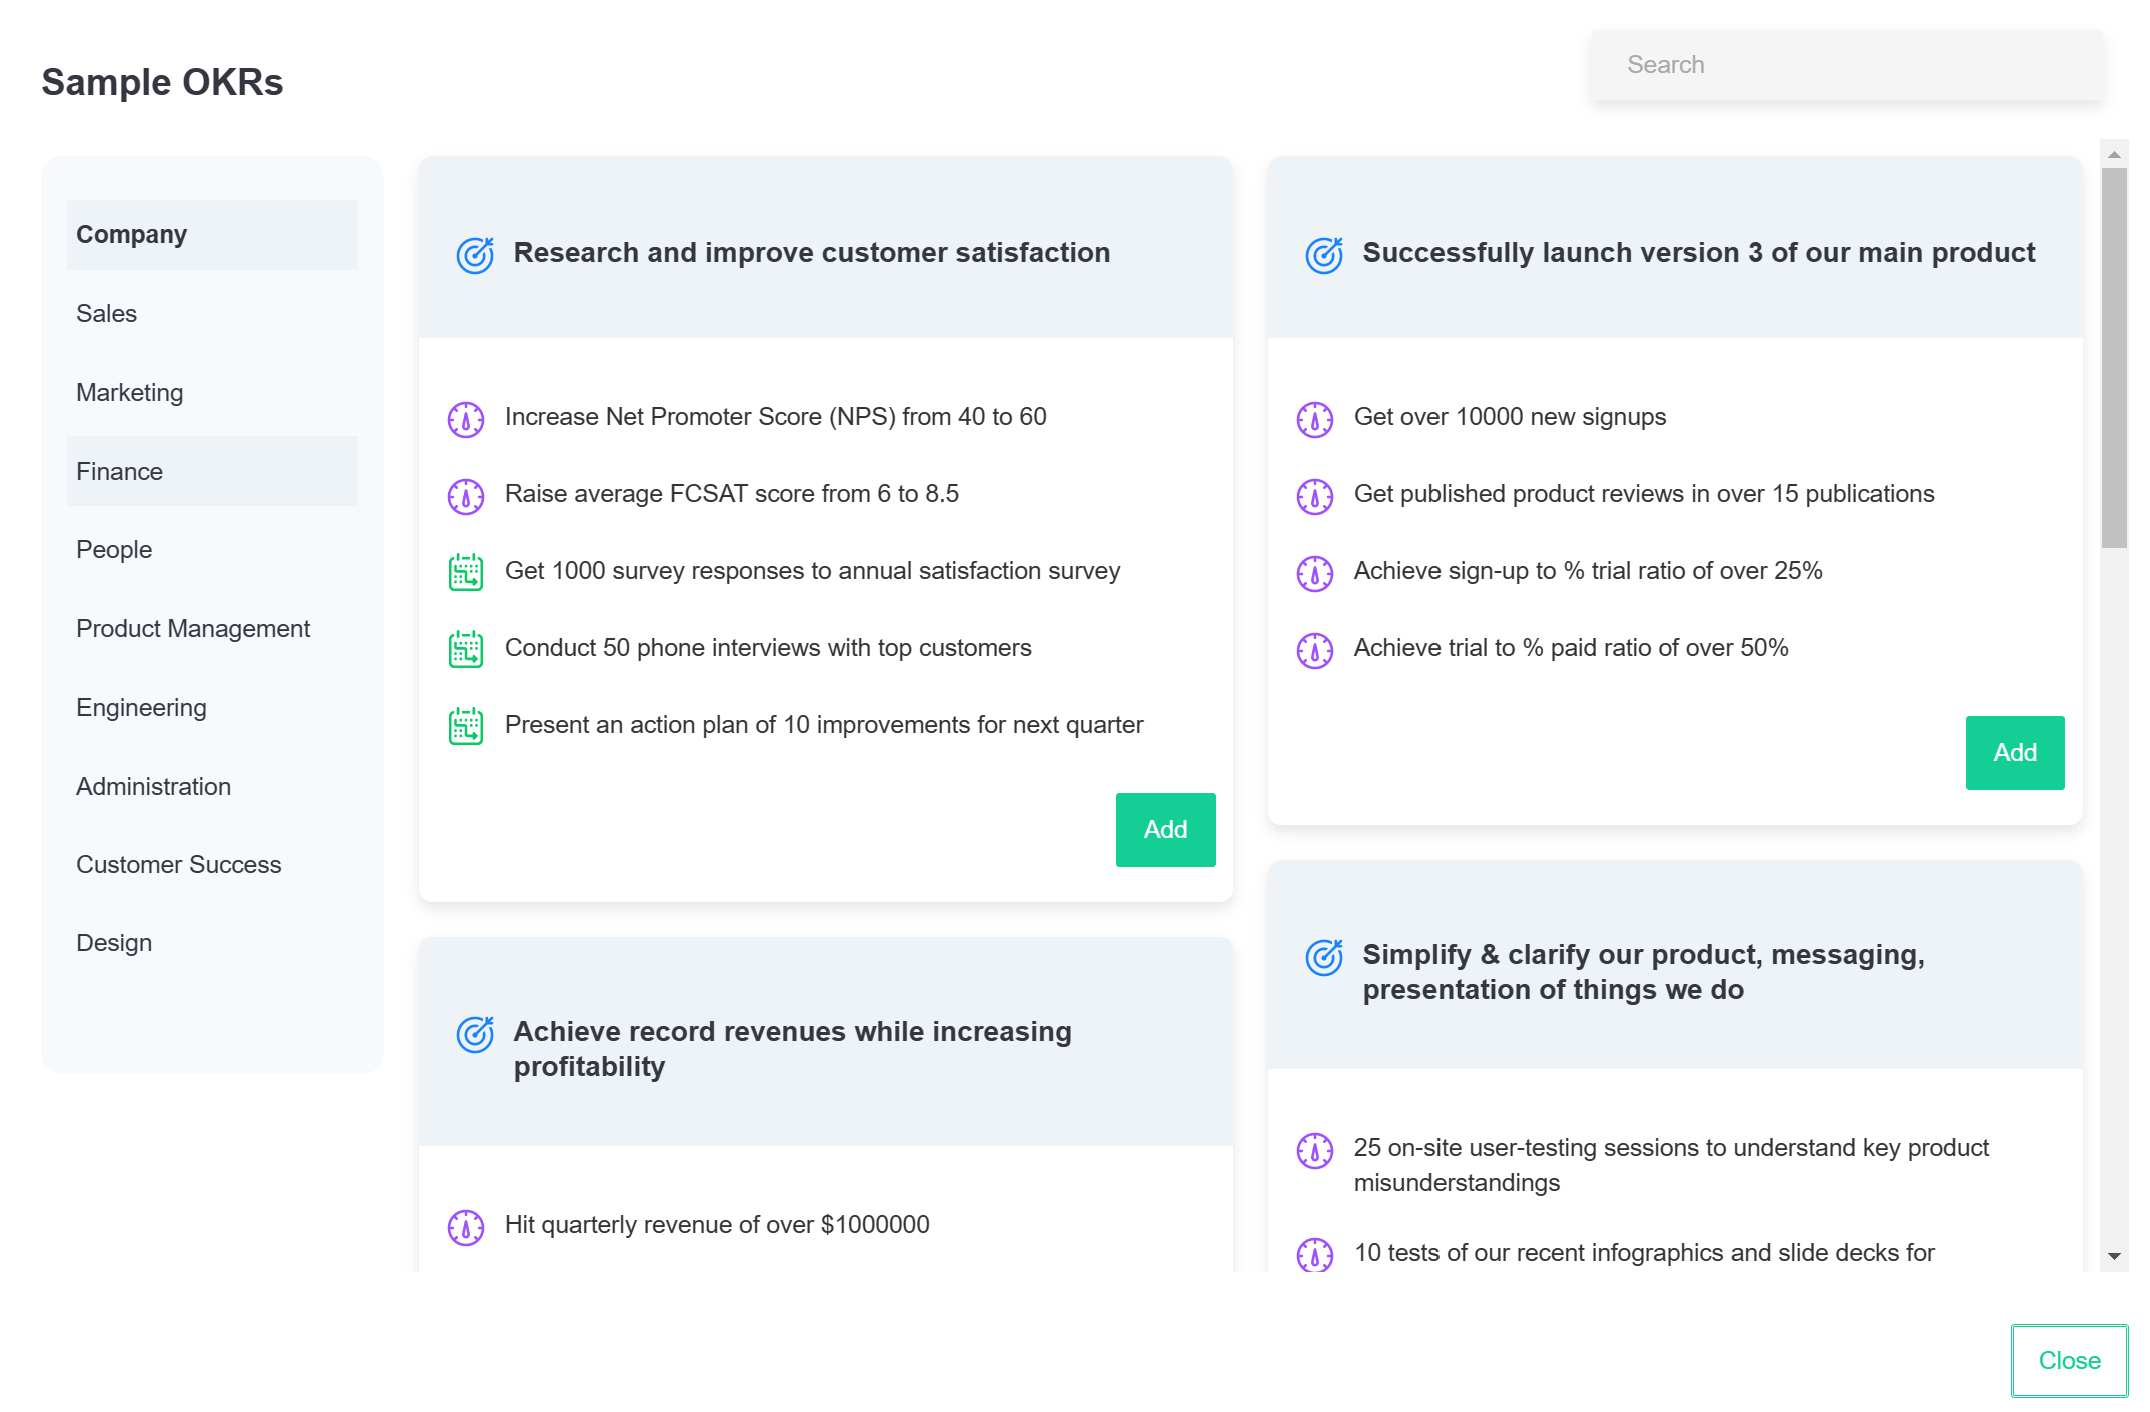 Sample OKRs
Search
Company
Sales
Marketing
Finance
People
Product Management
Engineering
Administration
Customer Success
Design
Research and improve customer satisfaction
Increase Net Promoter Score (NPS) from 40 to 60
Raise average FCSAT score from 6 to 8.5
Get 1000 survey responses to annual satisfaction survey
Conduct 50 phone interviews with top customers
Present an action plan of 10 improvements for next quarter
Add
Successfully launch version 3 of our main product
Get over 10000 new signups
Get published product reviews in over 15 publications
Achieve sign-up to % trial ratio of over 25%
Achieve trial to % paid ratio of over 50%
Add
Achieve record revenues while increasing
profitability
Hit quarterly revenue of over $1000000
Simplify & clarify our product, messaging,
presentation of things we do
25 on-site user-testing sessions to understand key product
misunderstandings
10 tests of our recent infographics and slide decks for
Close